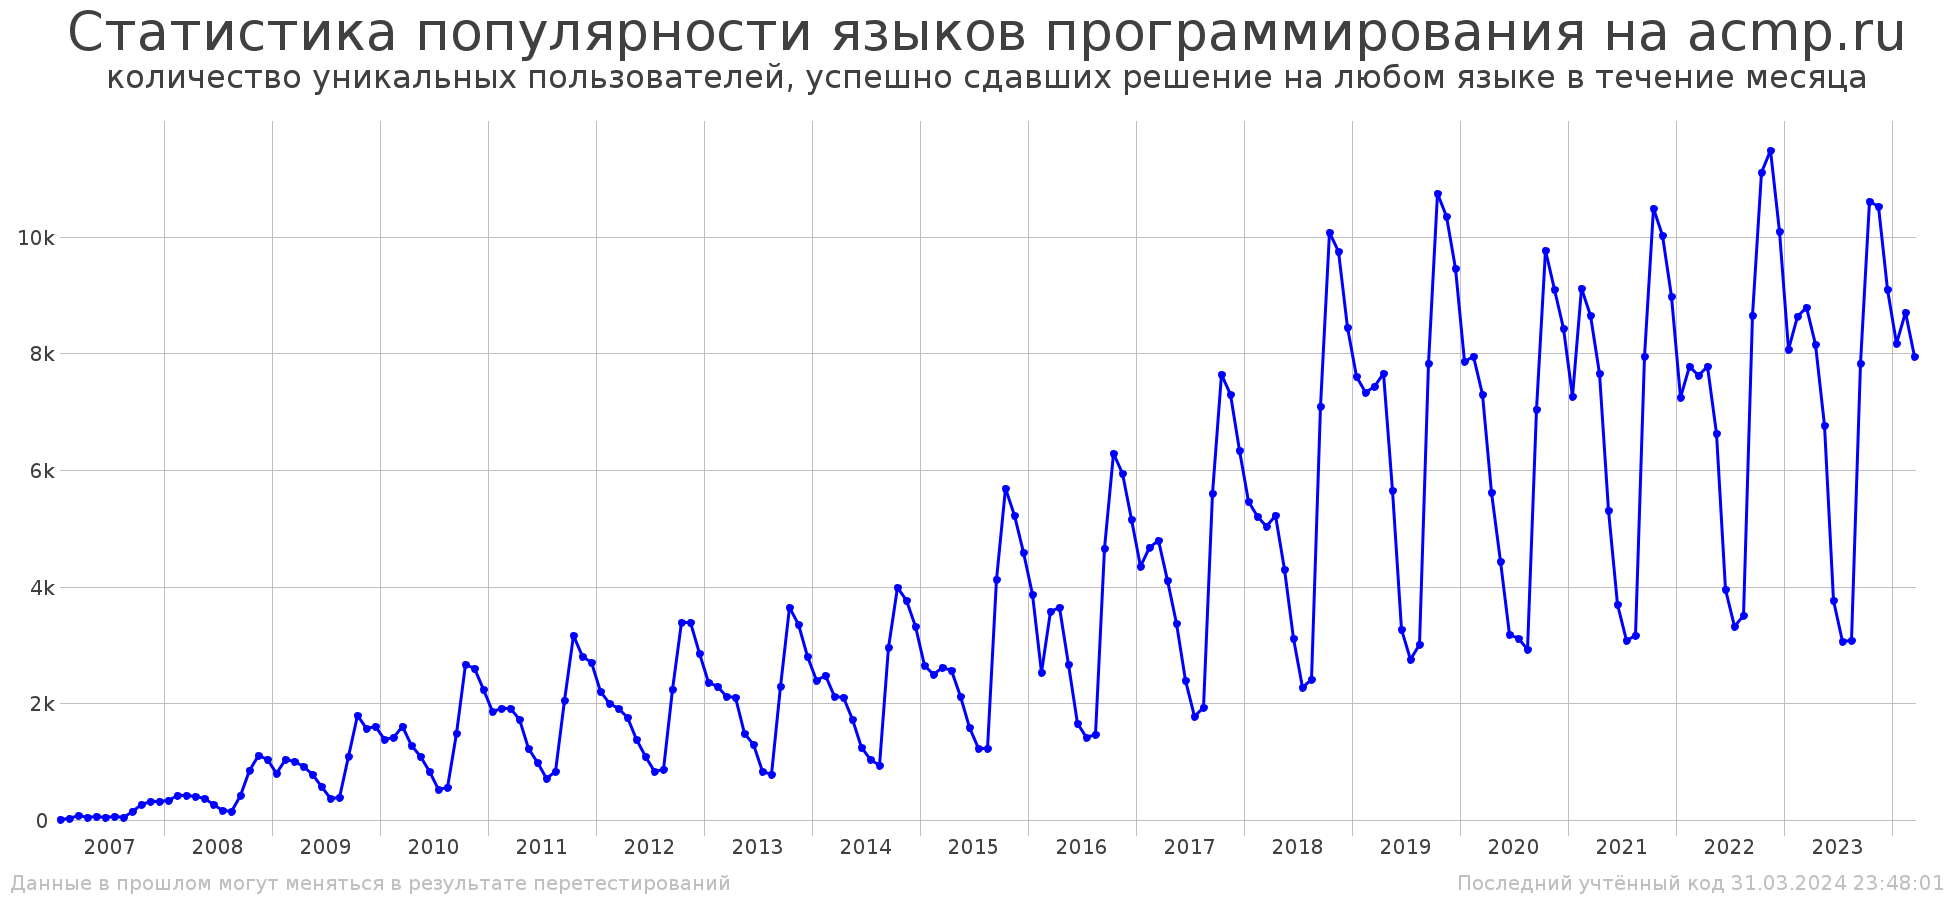 Статистика популярности языков программирования на acmp.ru
количество уникальных пользователей, успешно сдавших решение на любом языке в течение месяца
10k
8k
6k
4k
2k
0
2007 2008 2009 2010 2011 2012 2013 2014 2015 2016 2017 2018 2019 2020 2021 2022 2023
Данные в прошлом могут меняться в результате перетестирований
Последний учтённый код 31.03.2024 23:48:01